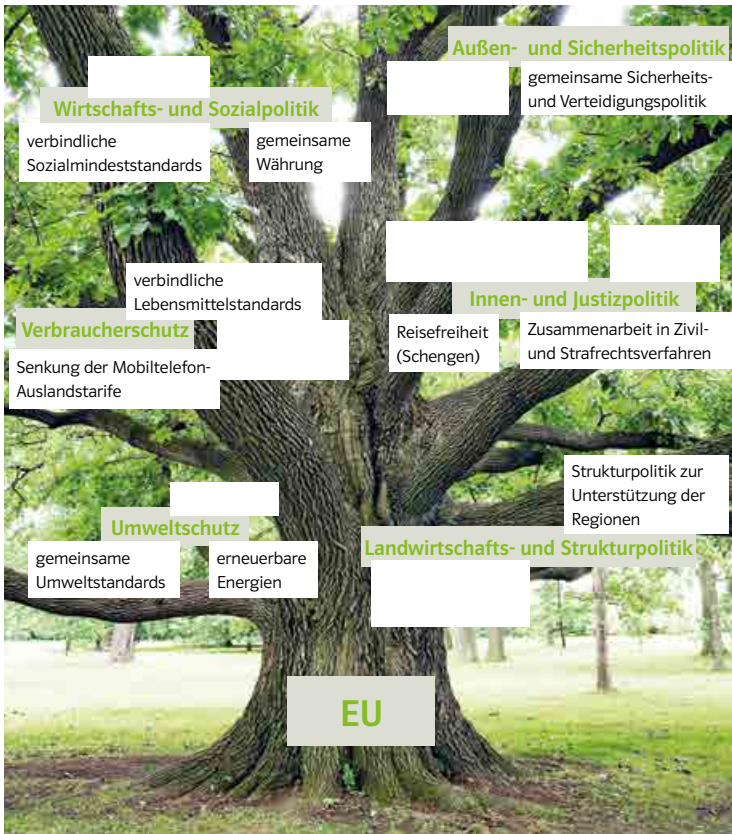 Außen- und Sicherheitspolitik
gemeinsame Sicherheits-
und Verteidigungspolitik
Wirtschafts- und Sozialpolitik
verbindliche
Sozialmindeststandards
gemeinsame
Währung
verbindliche
Lebensmittelstandards
Verbraucherschutz
Senkung der Mobiltelefon-
Auslandstarife
Innen- und Justizpolitik
Reisefreiheit
(Schengen)
Zusammenarbeit in Zivil-
und Strafrechtsverfahren
Strukturpolitik zur
Unterstützung der
Regionen
Umweltschutz
gemeinsame
Umweltstandards
erneuerbare
Energien
Landwirtschafts- und Strukturpolitik
EU